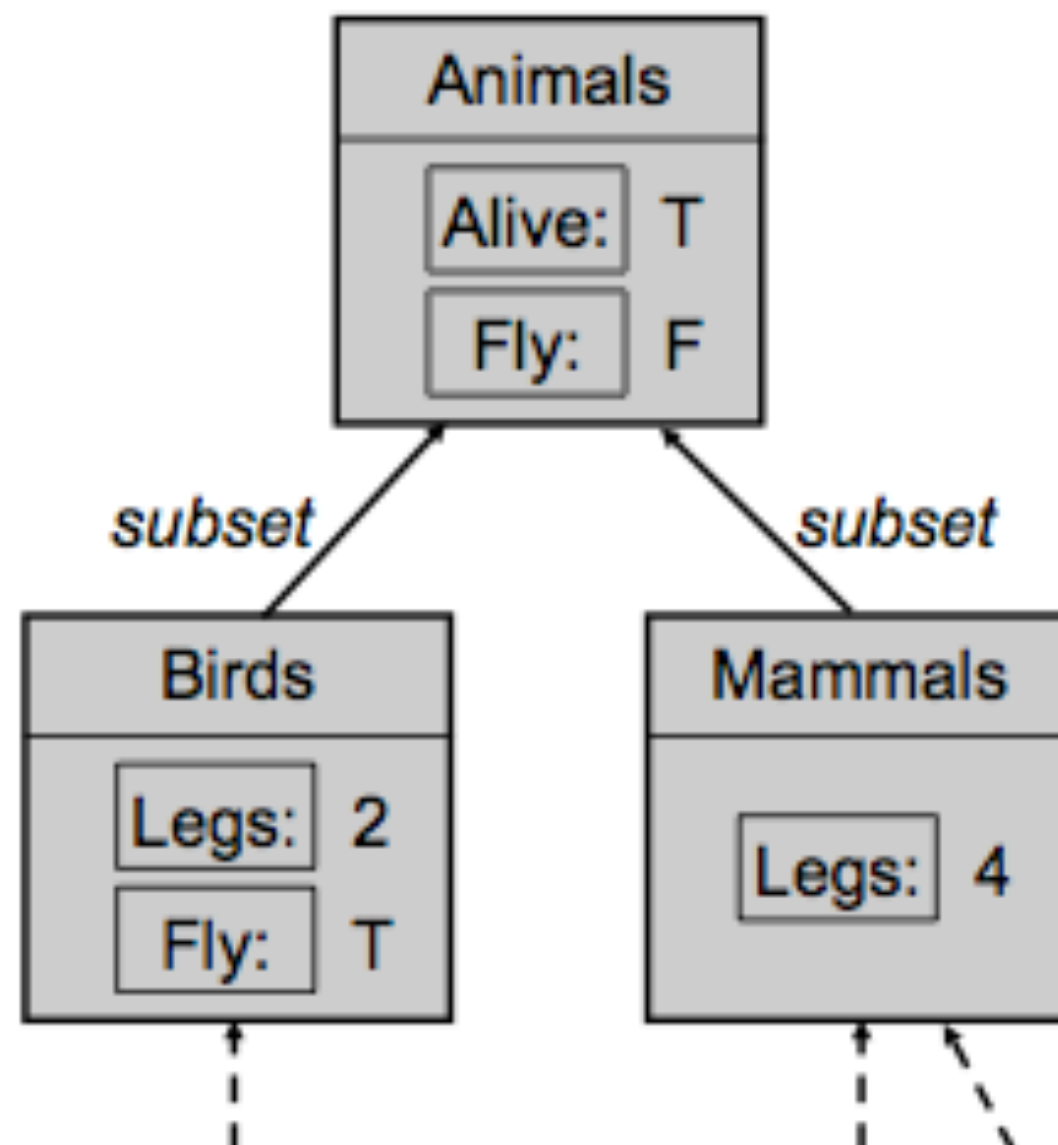 Animals
Alive: T
Fly: F
subset
subset
Birds
Mammals
Legs: 2
Fly: T
Legs: 4